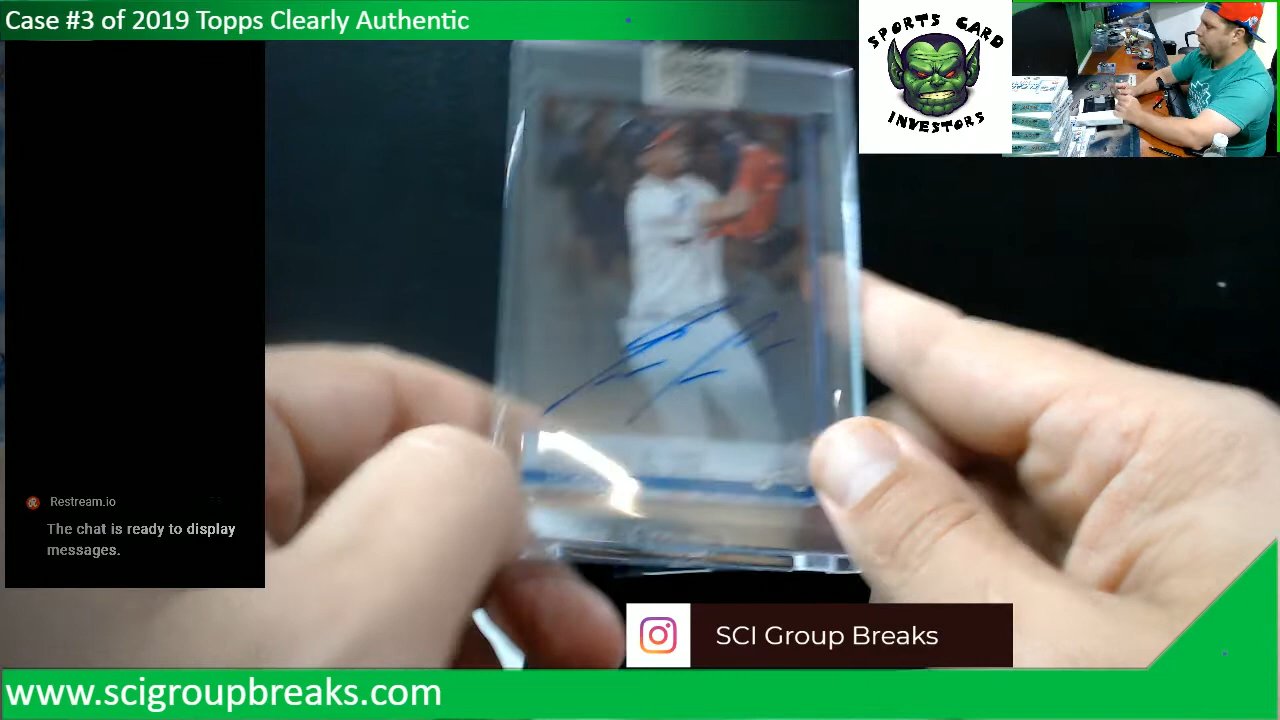 Case #3 of 2019 Topps Clearly Authentic
SPORTS CARD
INVESTORS
Restream.io
The chat is ready to display
messages.
SCI Group Breaks
www.scigroupbreaks.com